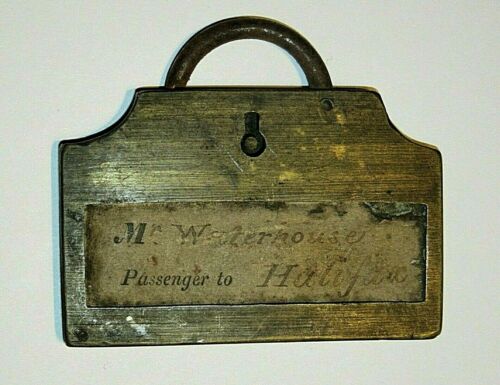 Mr Waterhouse
Passenger to Halifax